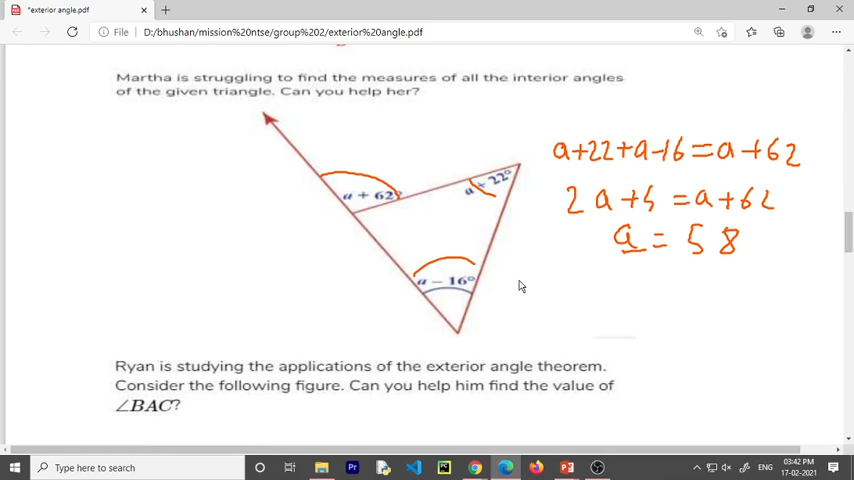 *exterior angle.pdf
File
D:/bhushan/mission%20ntse/group%202/exterior%20angle.pdf
Martha is struggling to find the measures of all the interior angles
of the given triangle. Can you help her?
a + 62°
a + 22°
a − 16°
a+22+a-16=a+62
2a+6=a+62
a = 58
Ryan is studying the applications of the exterior angle theorem.
Consider the following figure. Can you help him find the value of
∠BAC?
Type here to search
ENG
03:42 PM
17-02-2021